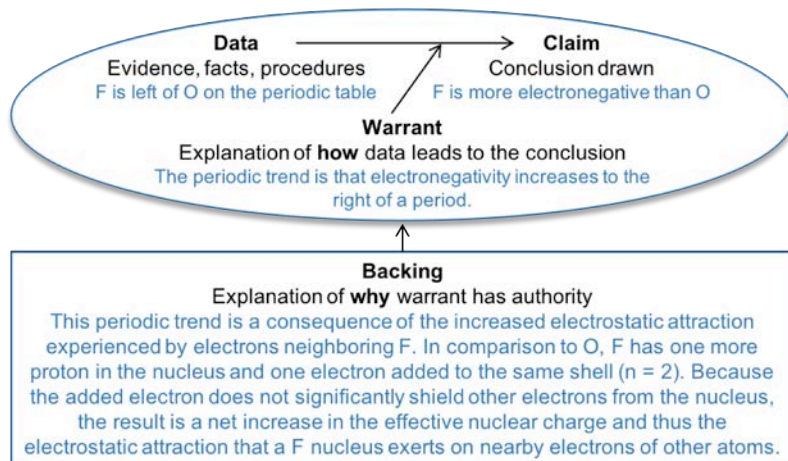 Data
Claim
Evidence, facts, procedures
Conclusion drawn
F is left of O on the periodic table
F is more electronegative than O
Warrant
Explanation of how data leads to the conclusion
The periodic trend is that electronegativity increases to the
right of a period.
Backing
Explanation of why warrant has authority
This periodic trend is a consequence of the increased electrostatic attraction
experienced by electrons neighboring F. In comparison to O, F has one more
proton in the nucleus and one electron added to the same shell (n = 2). Because
the added electron does not significantly shield other electrons from the nucleus,
the result is a net increase in the effective nuclear charge and thus the
electrostatic attraction that a F nucleus exerts on nearby electrons of other atoms.